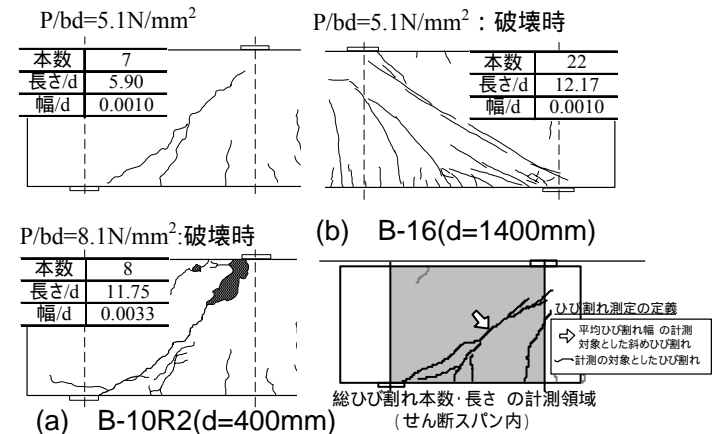 P/bd=5.1N/mm²
本数 7
長さ/d 5.90
幅/d 0.0010
P/bd=5.1N/mm²：破壊時
本数 22
長さ/d 12.17
幅/d 0.0010
P/bd=8.1N/mm²:破壊時
本数 8
長さ/d 11.75
幅/d 0.0033
(a) B-10R2(d=400mm)
(b) B-16(d=1400mm)
ひび割れ測定の定義
平均ひび割れ幅 の計測
対象とした斜めひび割れ
計測の対象としたひび割れ
総ひび割れ本数･長さ の計測領域
(せん断スパン内)